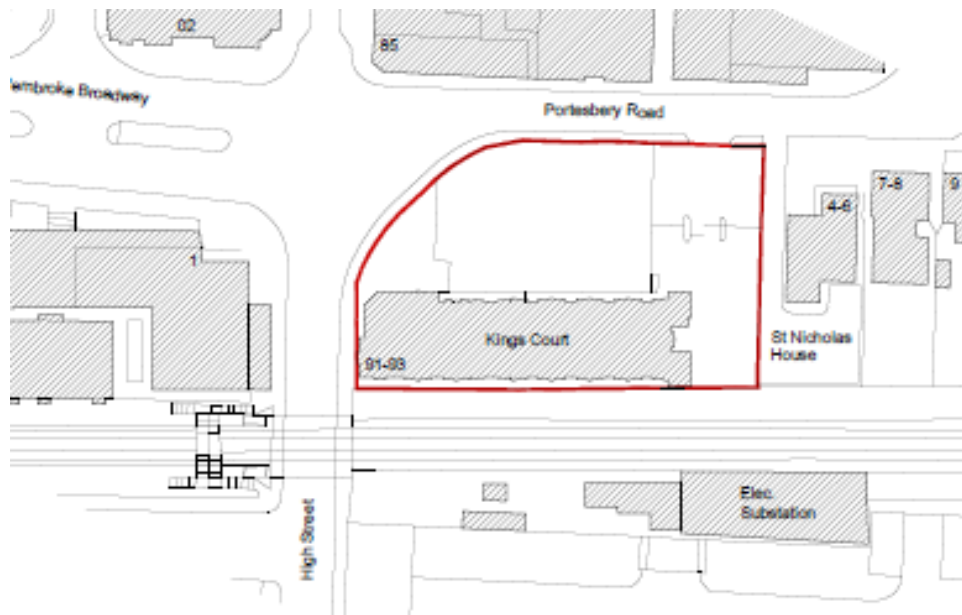 02
85
embroke Broadway
Portesbery Road
7-8
9
4-6
1
Kings Court
St Nicholas
House
91-93
Elec.
Substation
High Street